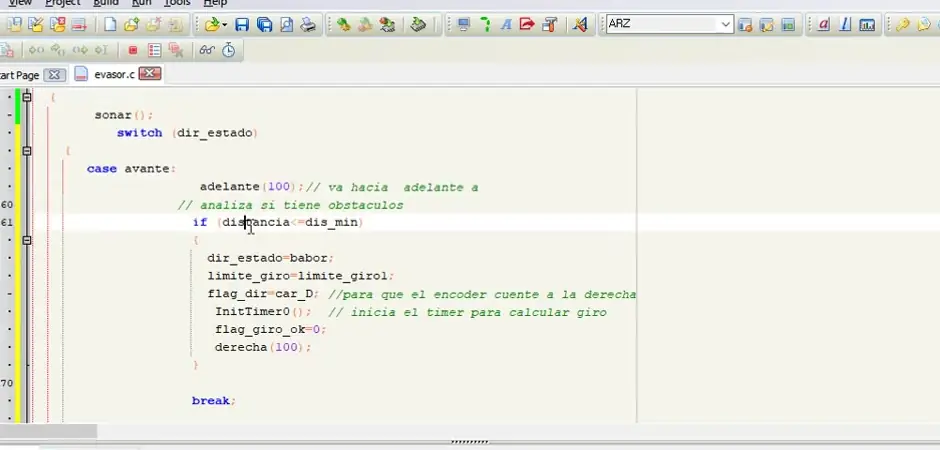 View Project Build Run Tools Help
ARZ
art Page evasor.c
{
sonar();
switch (dir_estado)
{
case avante:
adelante(100);// va hacia adelante a
60 // analiza si tiene obstaculos
61 if (distancia<=dis_min)
{
dir_estado=babor;
limite_giro=limite_girol;
flag_dir=car_D; //para que el encoder cuente a la derecha
InitTimer0(); // inicia el timer para calcular giro
flag_giro_ok=0;
derecha(100);
}
70
break;